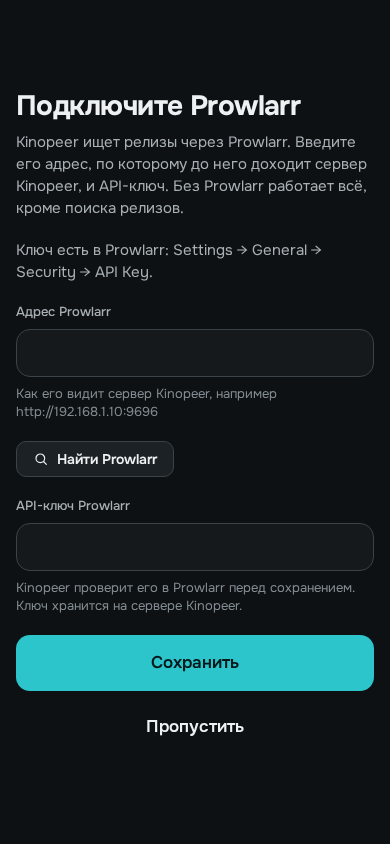 Подключите Prowlarr
Kinopeer ищет релизы через Prowlarr. Введите
его адрес, по которому до него доходит сервер
Kinopeer, и API-ключ. Без Prowlarr работает всё,
кроме поиска релизов.
Ключ есть в Prowlarr: Settings → General →
Security → API Key.
Адрес Prowlarr
Как его видит сервер Kinopeer, например
http://192.168.1.10:9696
Найти Prowlarr
API-ключ Prowlarr
Kinopeer проверит его в Prowlarr перед сохранением.
Ключ хранится на сервере Kinopeer.
Сохранить
Пропустить